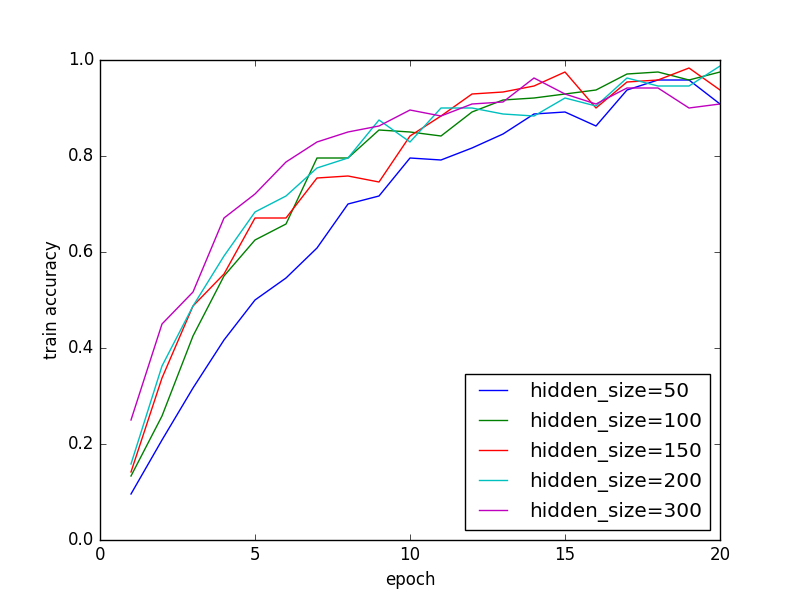 1.0
0.8
0.6
0.4
0.2
0.0
train accuracy
hidden_size=50
hidden_size=100
hidden_size=150
hidden_size=200
hidden_size=300
0 5 10 15 20
epoch